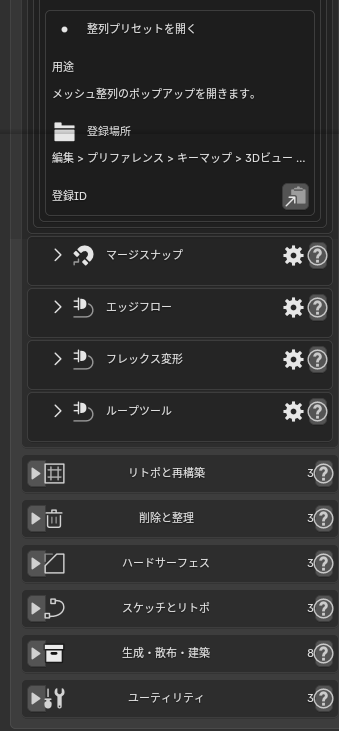 整列プリセットを開く
用途
メッシュ整列のポップアップを開きます。
登録場所
編集 > プリファレンス > キーマップ > 3Dビュー ...
登録ID
マージスナップ
エッジフロー
フレックス変形
ループツール
リトポと再構築 3
削除と整理 3
ハードサーフェス 3
スケッチとリトポ 3
生成・散布・建築 8
ユーティリティ 3